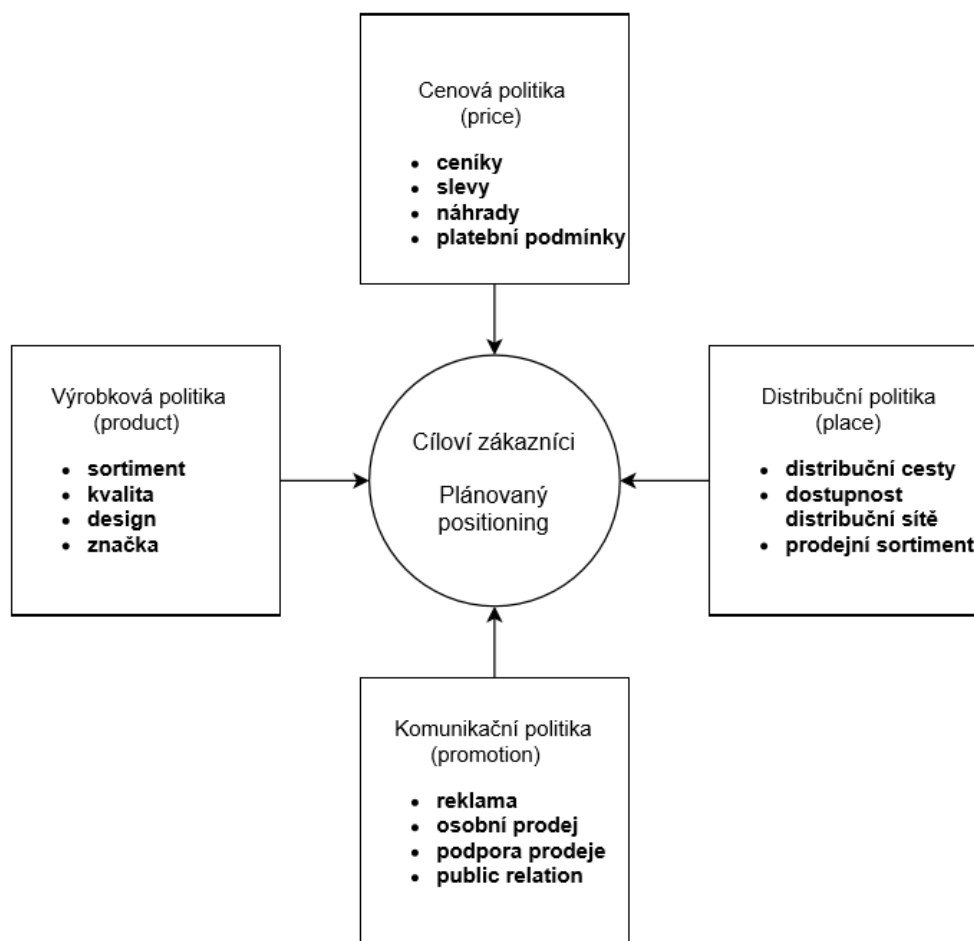 Cenová politika
(price)
• ceníky
• slevy
• náhrady
• platební podmínky
Výrobková politika
(product)
• sortiment
• kvalita
• design
• značka
Cíloví zákazníci
Plánovaný
positioning
Distribuční politika
(place)
• distribuční cesty
• dostupnost
distribuční sítě
• prodejní sortiment
Komunikační politika
(promotion)
• reklama
• osobní prodej
• podpora prodeje
• public relation